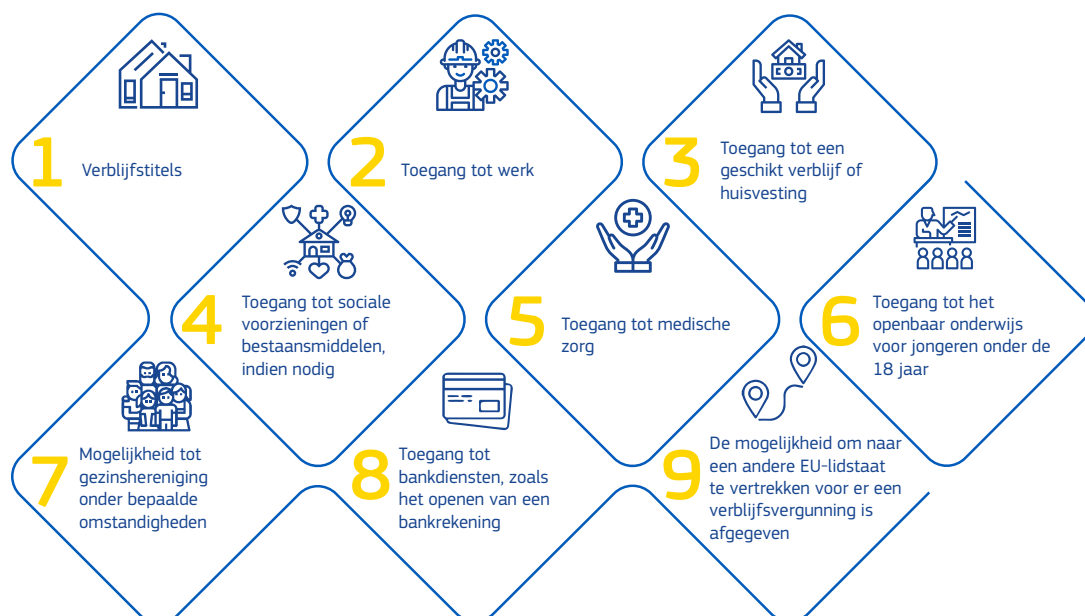 1
Verblijfstitels
2
Toegang tot werk
3
Toegang tot een
geschikt verblijf of
huisvesting
4
Toegang tot sociale
voorzieningen of
bestaansmiddelen,
indien nodig
5
Toegang tot medische
zorg
6
Toegang tot het
openbaar onderwijs
voor jongeren onder de
18 jaar
7
Mogelijkheid tot
gezinshereniging
onder bepaalde
omstandigheden
8
Toegang tot
bankdiensten, zoals
het openen van een
bankrekening
9
De mogelijkheid om naar
een andere EU-lidstaat
te vertrekken voor er een
verblijfsvergunning is
afgegeven